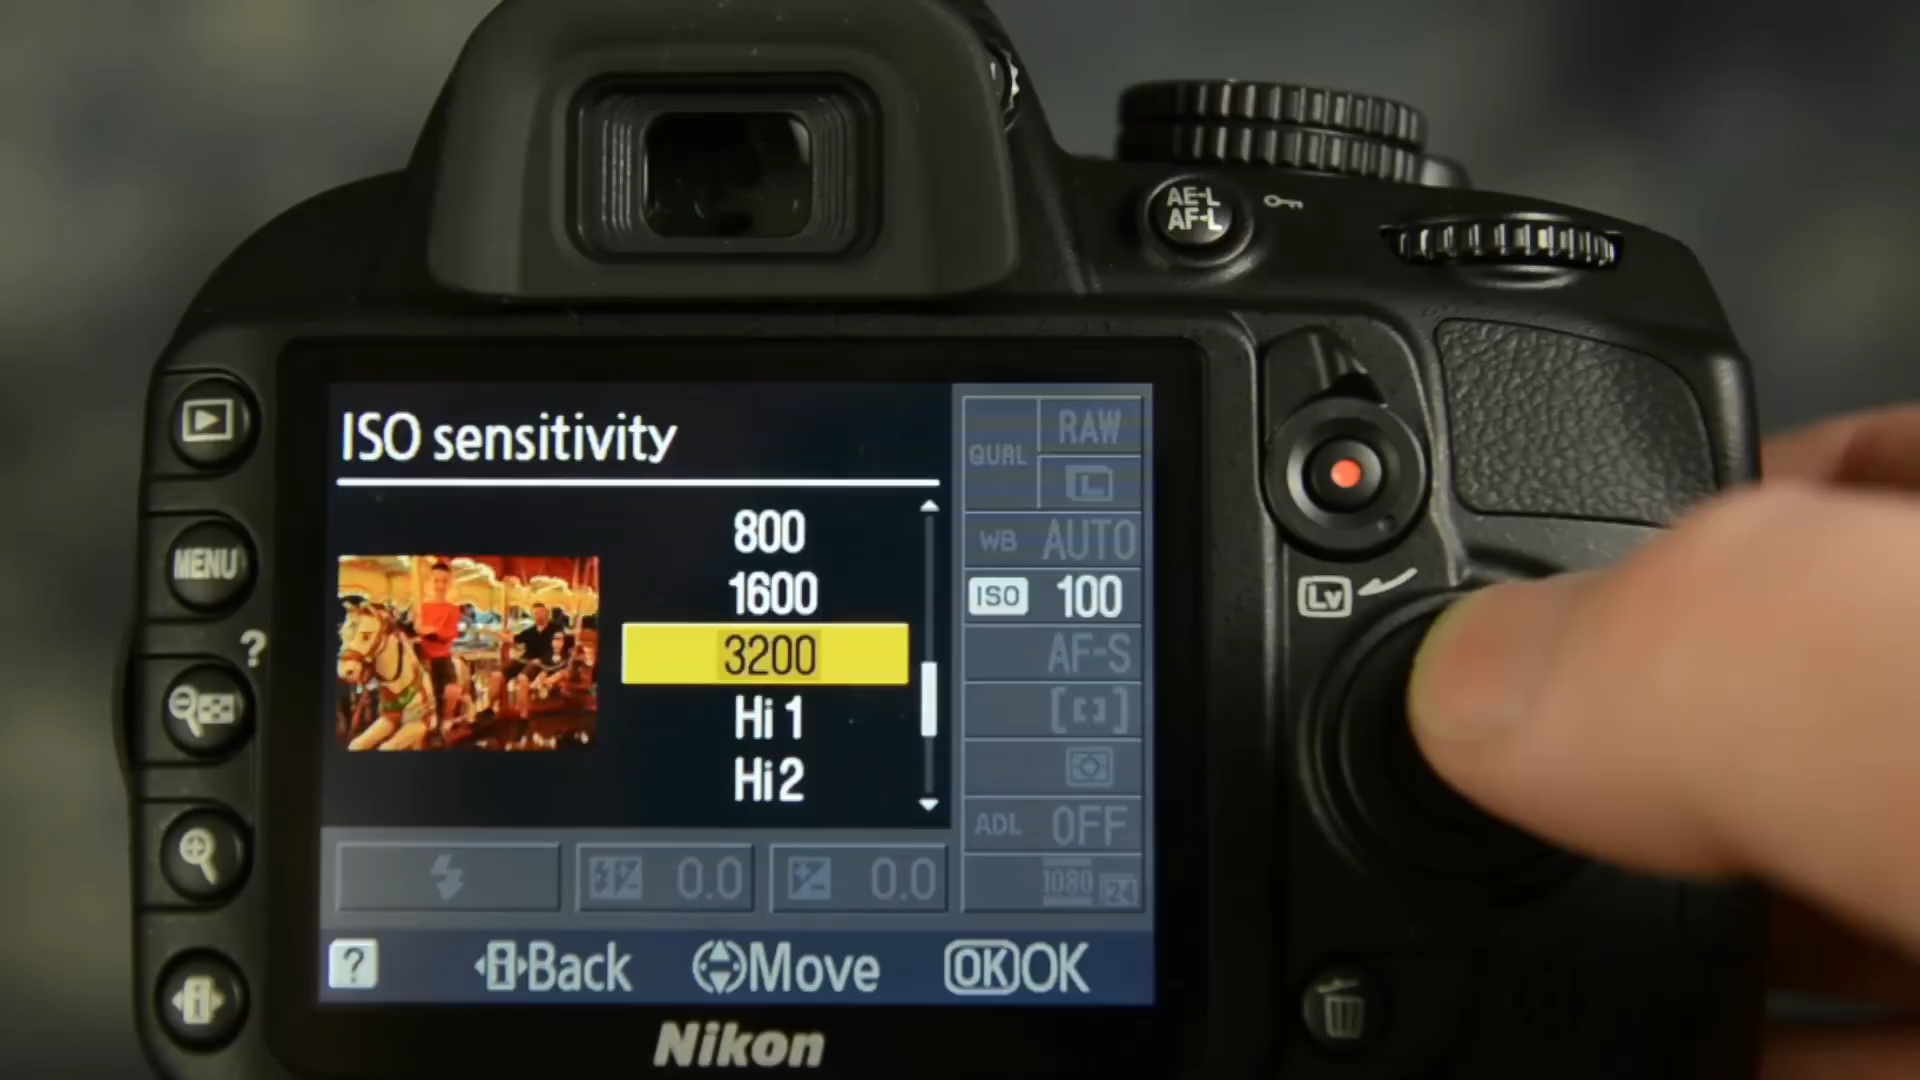 AE-L
AF-L
ISO sensitivity
800
1600
3200
Hi 1
Hi 2
QUAL
RAW
L
WB AUTO
ISO 100
AF-S
ADL OFF
1080 24
0.0
0.0
? Back Move OK OK
MENU
?
Lv
i
Nikon